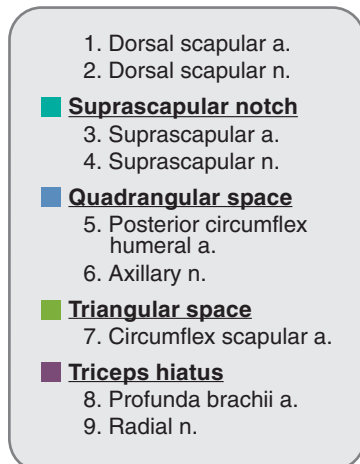 1. Dorsal scapular a.
2. Dorsal scapular n.
Suprascapular notch
3. Suprascapular a.
4. Suprascapular n.
Quadrangular space
5. Posterior circumflex
humeral a.
6. Axillary n.
Triangular space
7. Circumflex scapular a.
Triceps hiatus
8. Profunda brachii a.
9. Radial n.